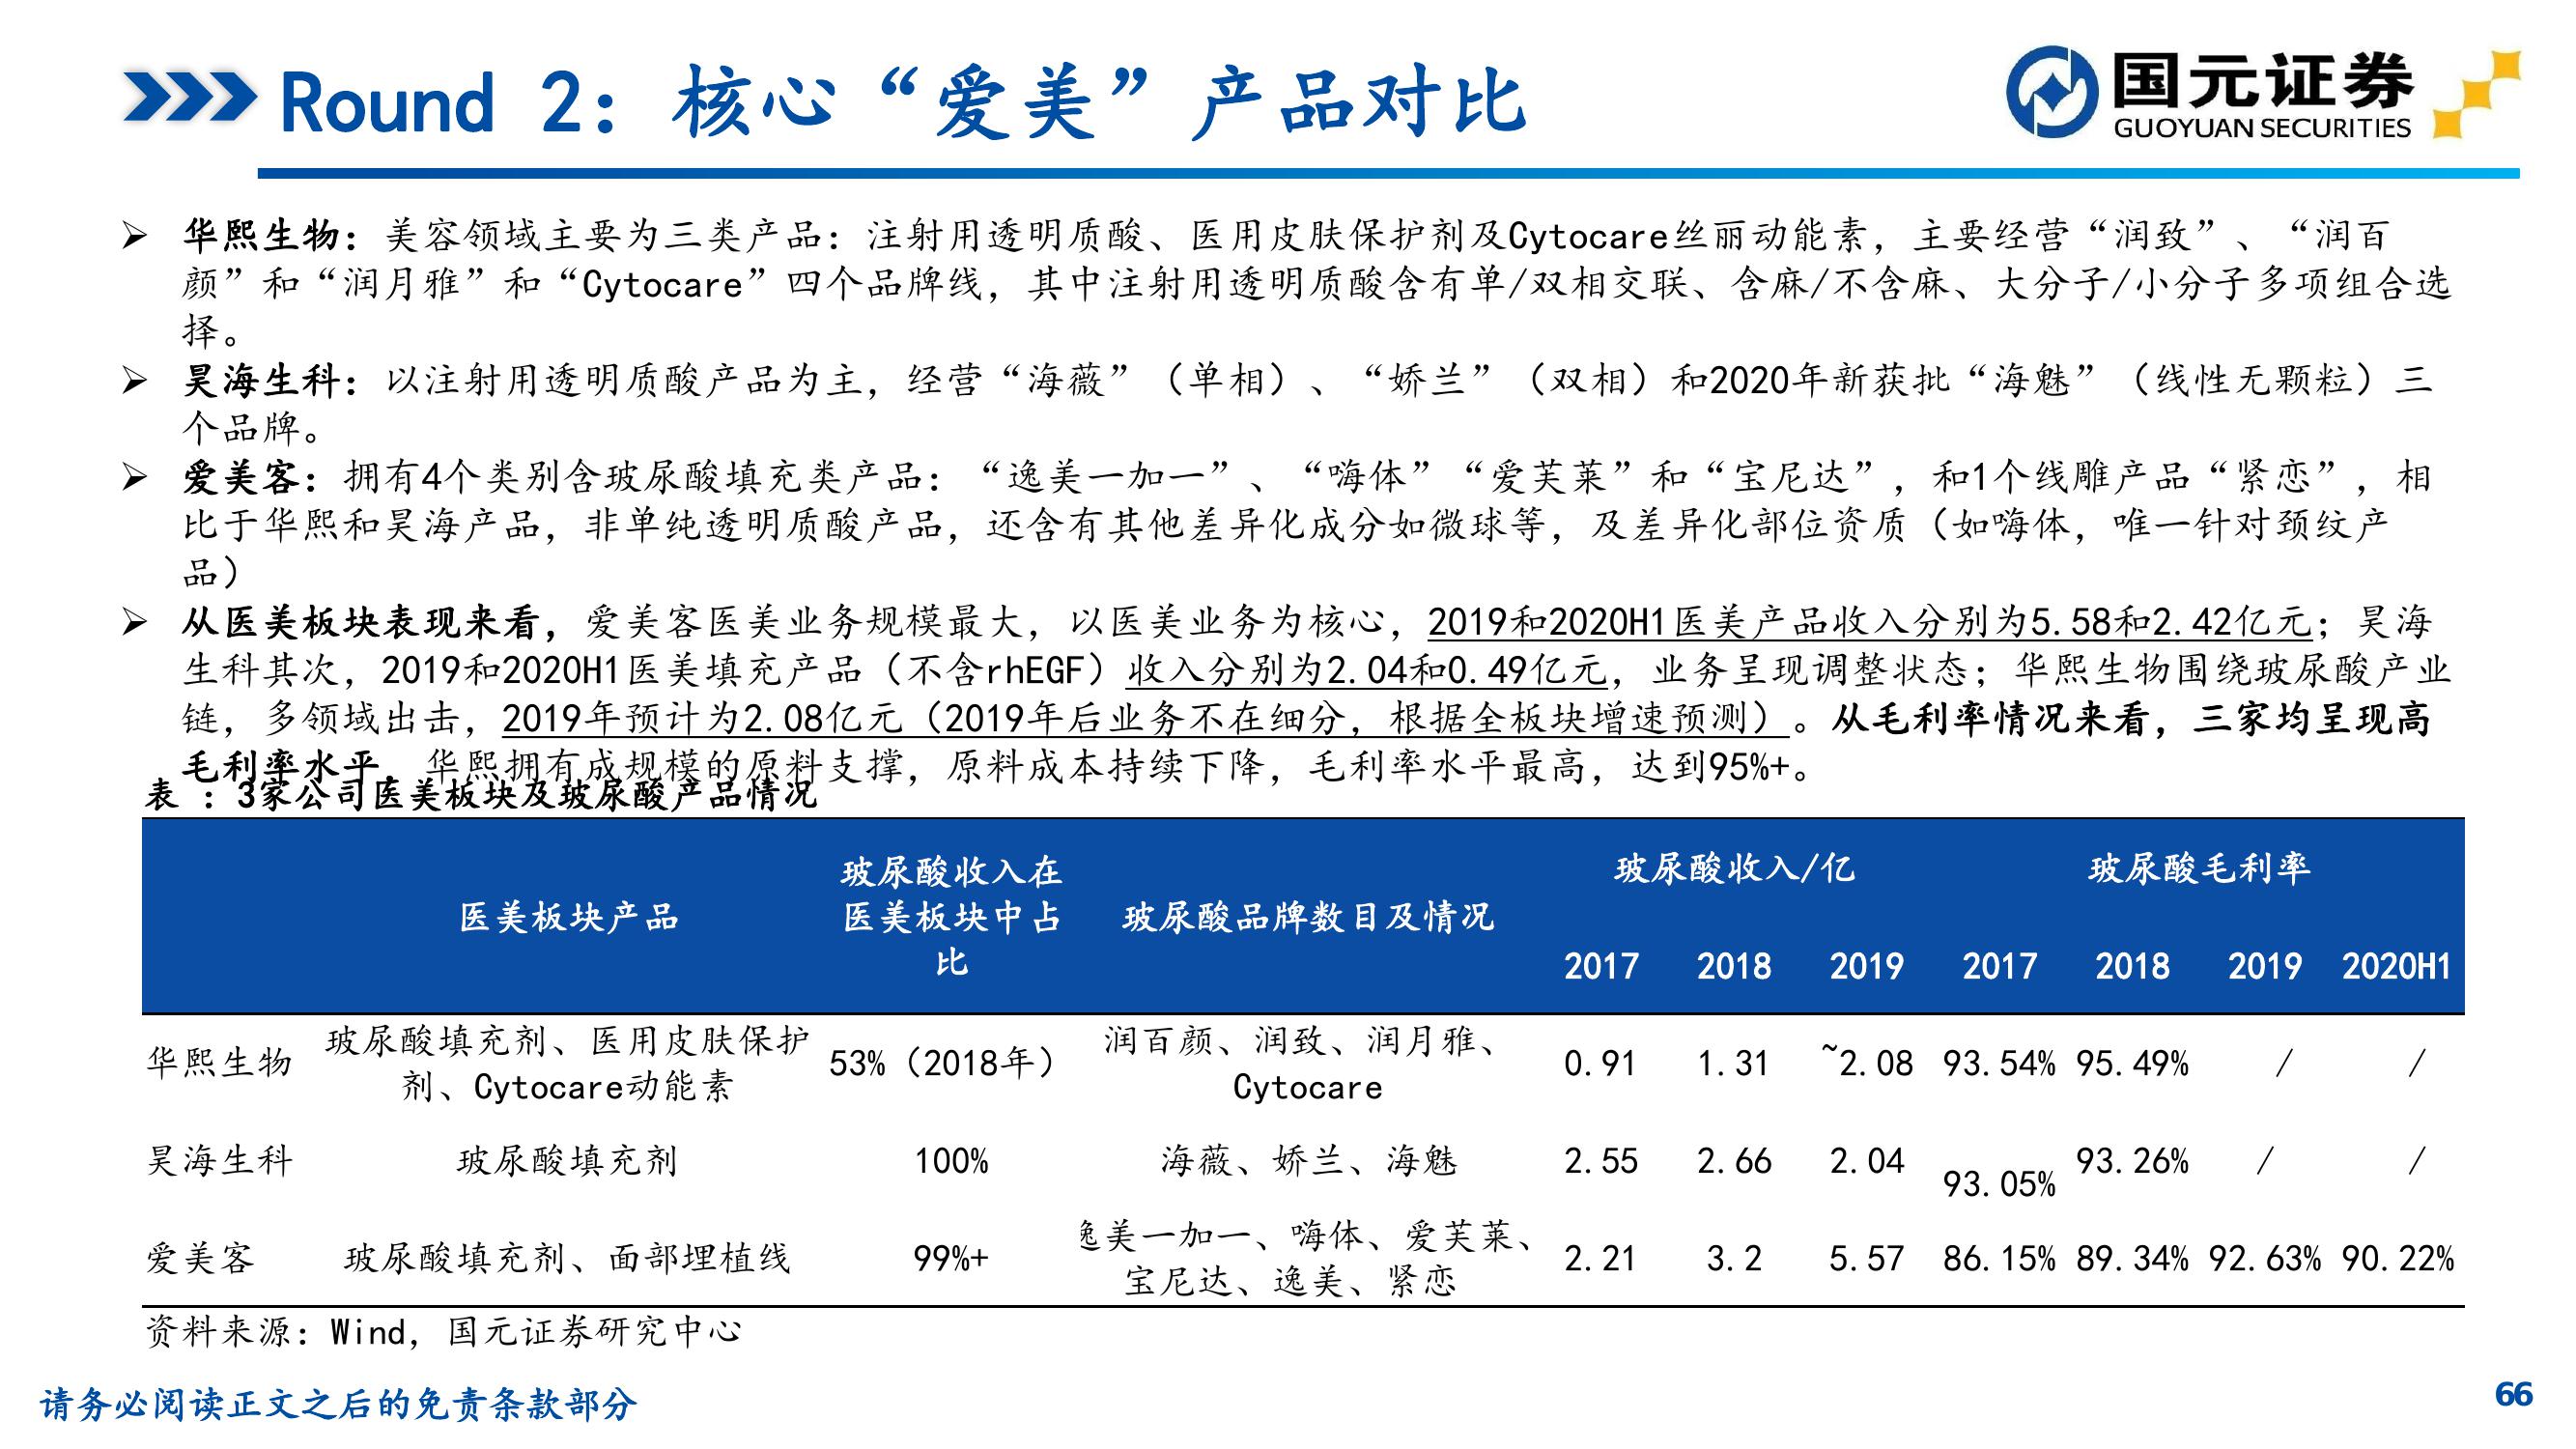 Round 2：核心“爱美”产品对比
国元证券
GUOYUAN SECURITIES
➢ 华熙生物：美容领域主要为三类产品：注射用透明质酸、医用皮肤保护剂及Cytocare丝丽动能素，主要经营“润致”、“润百
颜”和“润月雅”和“Cytocare”四个品牌线，其中注射用透明质酸含有单/双相交联、含麻/不含麻、大分子/小分子多项组合选
择。
➢ 昊海生科：以注射用透明质酸产品为主，经营“海薇”（单相）、“娇兰”（双相）和2020年新获批“海魅”（线性无颗粒）三
个品牌。
➢ 爱美客：拥有4个类别含玻尿酸填充类产品：“逸美一加一”、“嗨体”“爱芙莱”和“宝尼达”，和1个线雕产品“紧恋”，相
比于华熙和昊海产品，非单纯透明质酸产品，还含有其他差异化成分如微球等，及差异化部位资质（如嗨体，唯一针对颈纹产
品）
➢ 从医美板块表现来看，爱美客医美业务规模最大，以医美业务为核心，2019和2020H1医美产品收入分别为5.58和2.42亿元；昊海
生科其次，2019和2020H1医美填充产品（不含rhEGF）收入分别为2.04和0.49亿元，业务呈现调整状态；华熙生物围绕玻尿酸产业
链，多领域出击，2019年预计为2.08亿元（2019年后业务不在细分，根据全板块增速预测）。从毛利率情况来看，三家均呈现高
毛利率水平，华熙拥有成规模的原料支撑，原料成本持续下降，毛利率水平最高，达到95%+。
表 ：3家公司医美板块及玻尿酸产品情况
医美板块产品 玻尿酸收入在医美板块中占比 玻尿酸品牌数目及情况 玻尿酸收入/亿 玻尿酸毛利率
2017 2018 2019 2017 2018 2019 2020H1
华熙生物 玻尿酸填充剂、医用皮肤保护剂、Cytocare动能素 53%（2018年） 润百颜、润致、润月雅、Cytocare 0.91 1.31 ~2.08 93.54% 95.49% / /
昊海生科 玻尿酸填充剂 100% 海薇、娇兰、海魅 2.55 2.66 2.04 93.05% 93.26% / /
爱美客 玻尿酸填充剂、面部埋植线 99%+ 逸美一加一、嗨体、爱芙莱、宝尼达、逸美、紧恋 2.21 3.2 5.57 86.15% 89.34% 92.63% 90.22%
资料来源：Wind，国元证券研究中心
请务必阅读正文之后的免责条款部分
66